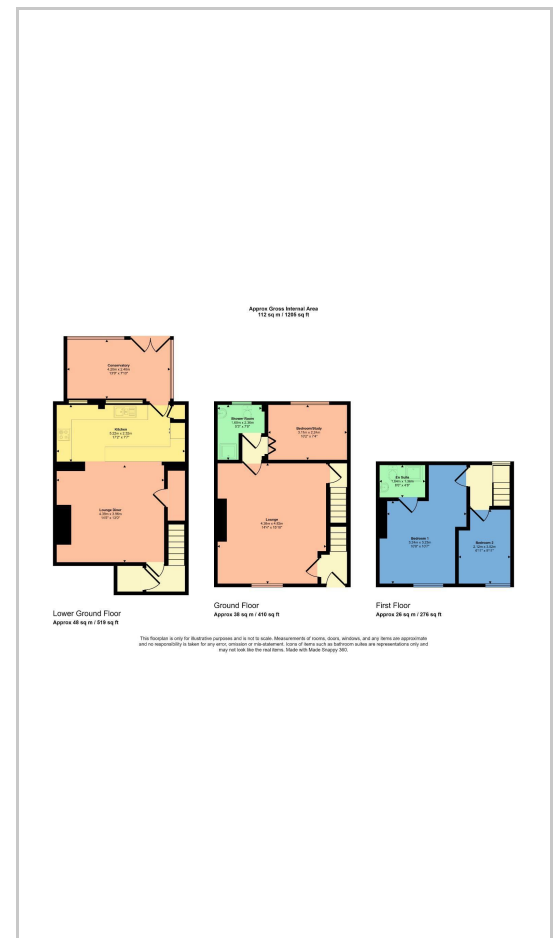 Approx Gross Internal Area
112 sq m / 1205 sq ft
Conservatory
Kitchen
Lounge Diner
Shower Room
Bedroom/Study
Lounge
En Suite
Bedroom 1
Bedroom 2
Lower Ground Floor
Approx 48 sq m / 519 sq ft
Ground Floor
Approx 38 sq m / 410 sq ft
First Floor
Approx 26 sq m / 276 sq ft
This floorplan is only for illustrative purposes and is not to scale. Measurements of rooms, doors, windows, and any items are approximate
and no responsibility is taken for any error, omission or mis-statement. Icons of items such as bathroom suites are representations only and
may not look like the real items. Made with Made Snappy 360.